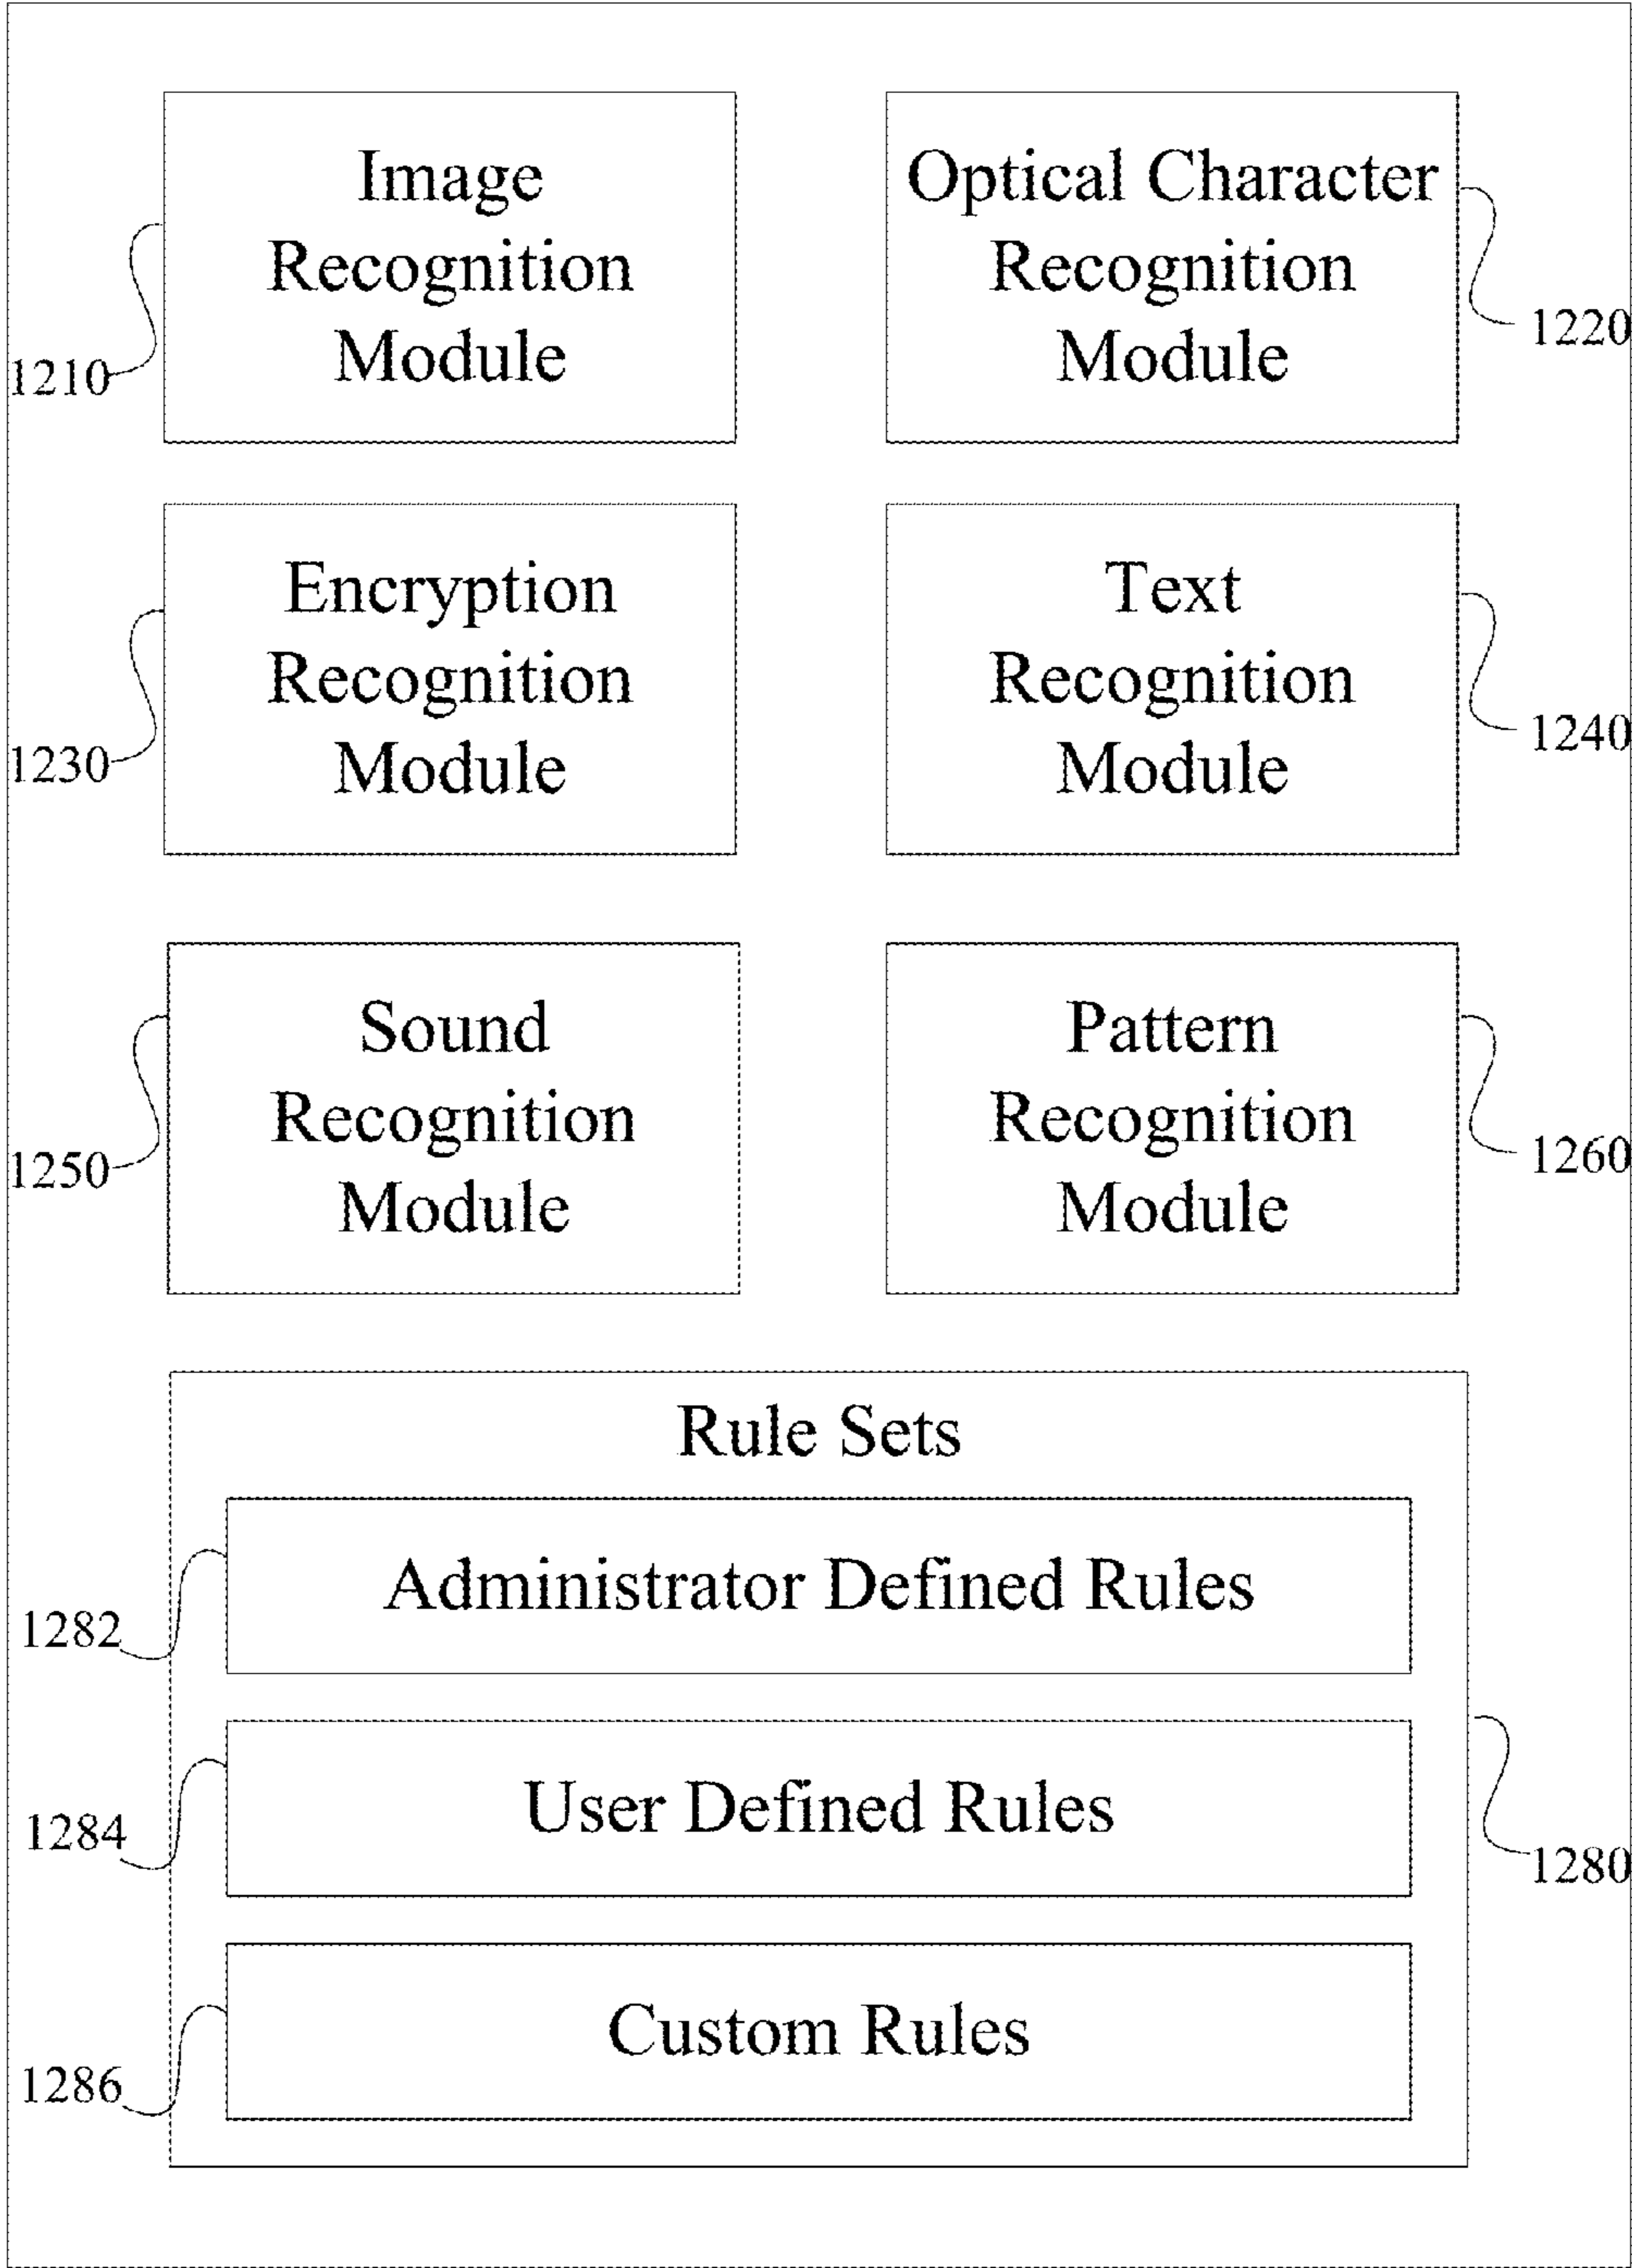 Image
Recognition
Module
1210
Optical Character
Recognition
Module
1220
Encryption
Recognition
Module
1230
Text
Recognition
Module
1240
Sound
Recognition
Module
1250
Pattern
Recognition
Module
1260
Rule Sets
Administrator Defined Rules
1282
User Defined Rules
1284
1280
Custom Rules
1286